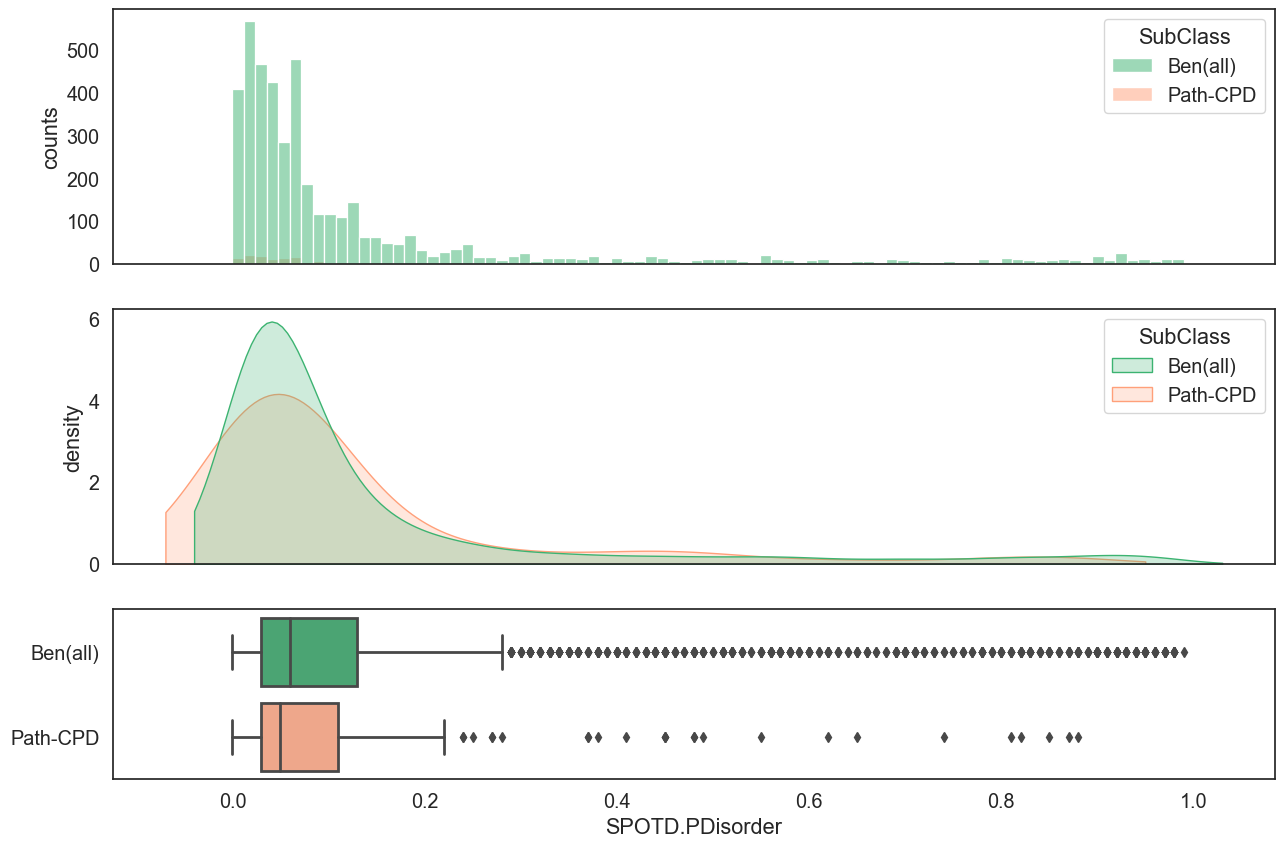 500
400
300
200
100
0
counts
SubClass
Ben(all)
Path-CPD
6
4
2
0
density
SubClass
Ben(all)
Path-CPD
Ben(all)
Path-CPD
0.0 0.2 0.4 0.6 0.8 1.0
SPOTD.PDisorder